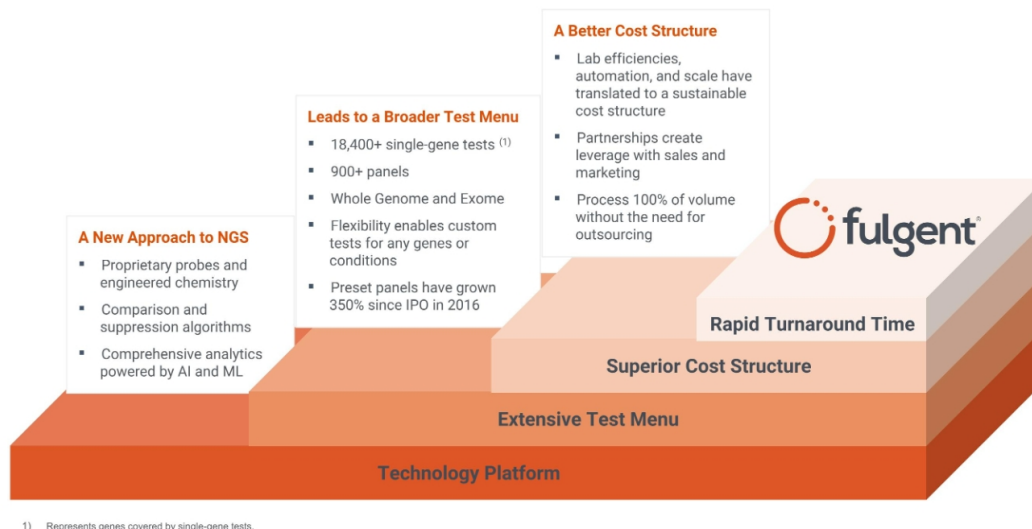 A Better Cost Structure
▪ Lab efficiencies,
automation, and scale have
translated to a sustainable
cost structure
▪ Partnerships create
leverage with sales and
marketing
▪ Process 100% of volume
without the need for
outsourcing
Leads to a Broader Test Menu
▪ 18,400+ single-gene tests (1)
▪ 900+ panels
▪ Whole Genome and Exome
▪ Flexibility enables custom
tests for any genes or
conditions
▪ Preset panels have grown
350% since IPO in 2016
A New Approach to NGS
▪ Proprietary probes and
engineered chemistry
▪ Comparison and
suppression algorithms
▪ Comprehensive analytics
powered by AI and ML
fulgent®
Rapid Turnaround Time
Superior Cost Structure
Extensive Test Menu
Technology Platform
1) Represents genes covered by single-gene tests.